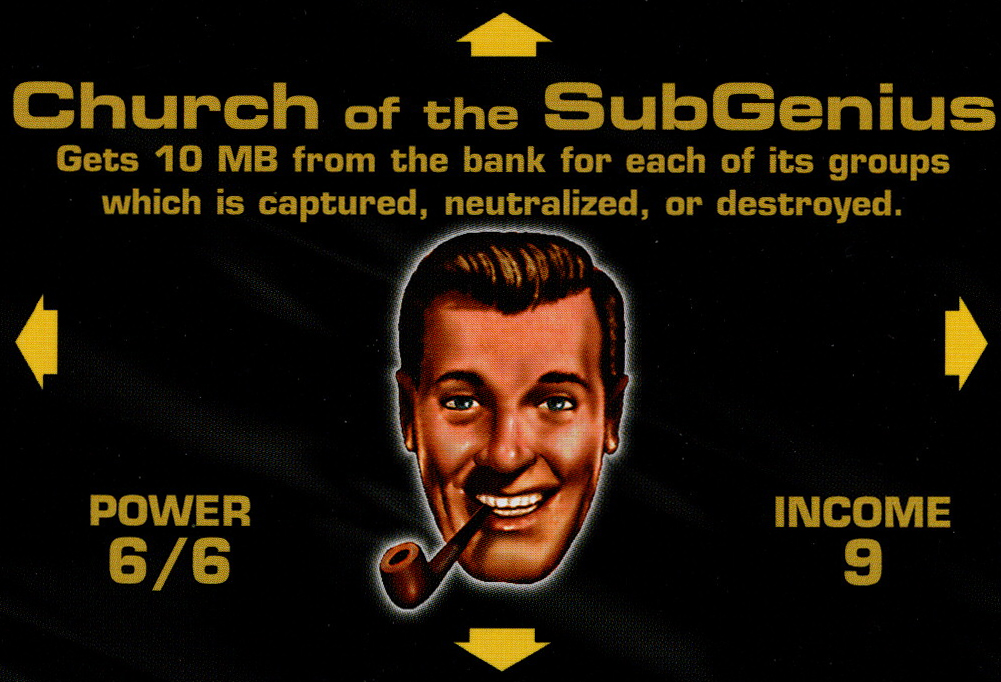 Church of the SubGenius
Gets 10 MB from the bank for each of its groups
which is captured, neutralized, or destroyed.
POWER
6/6
INCOME
9